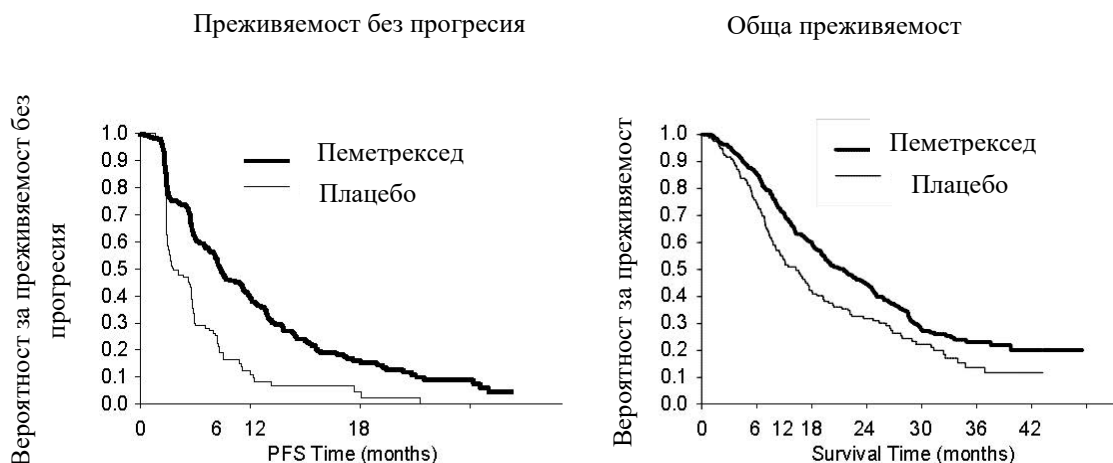 Преживяемост без прогресия
Вероятност за преживяемост без
прогресия
1.0
0.9
0.8
0.7
0.6
0.5
0.4
0.3
0.2
0.1
0.0
Пеметрексед
Плацебо
0 6 12 18
PFS Time (months)
Обща преживяемост
Вероятност за преживяемост
1.0
0.9
0.8
0.7
0.6
0.5
0.4
0.3
0.2
0.1
0.0
Пеметрексед
Плацебо
0 6 12 18 24 30 42
Survival Time (months)